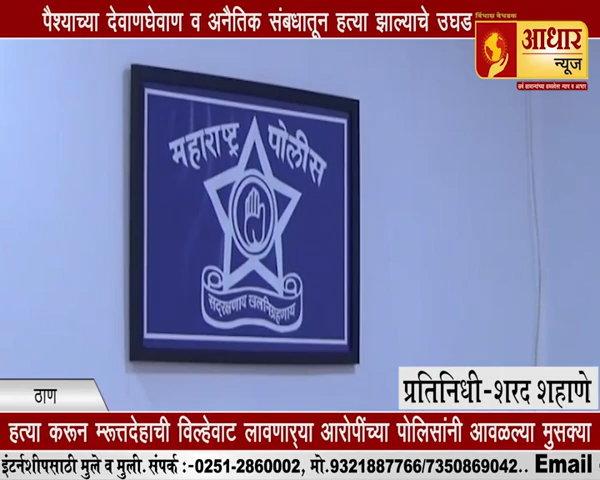 पैश्याच्या देवाणघेवाण व अनैतिक संबधातून हत्या झाल्याचे उघड
आधार
न्यूज
महाराष्ट्र पोलीस
सद्रक्षणाय खलनिग्रहणाय
प्रतिनिधी-शरद शहाणे
ठाण
हत्या करून म्रूत्तदेहाची विल्हेवाट लावणाऱ्या आरोपींच्या पोलिसांनी आवळल्या मुसक्या
इंटर्नशीपसाठी मुले व मुली. संपर्क :-0251-2860002, मो.9321887766/7350869042.. Email